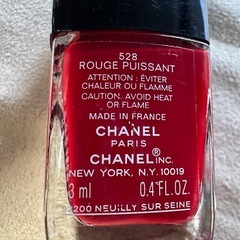 528
ROUGE PUISSANT
ATTENTION : ÉVITER
CHALEUR OU FLAMME
CAUTION, AVOID HEAT
OR FLAME
MADE IN FRANCE
CHANEL
PARIS
CHANEL® INC.
NEW YORK, N.Y. 10019
3 ml 0.4 FL.OZ.
200 NEUILLY SUR SEINE